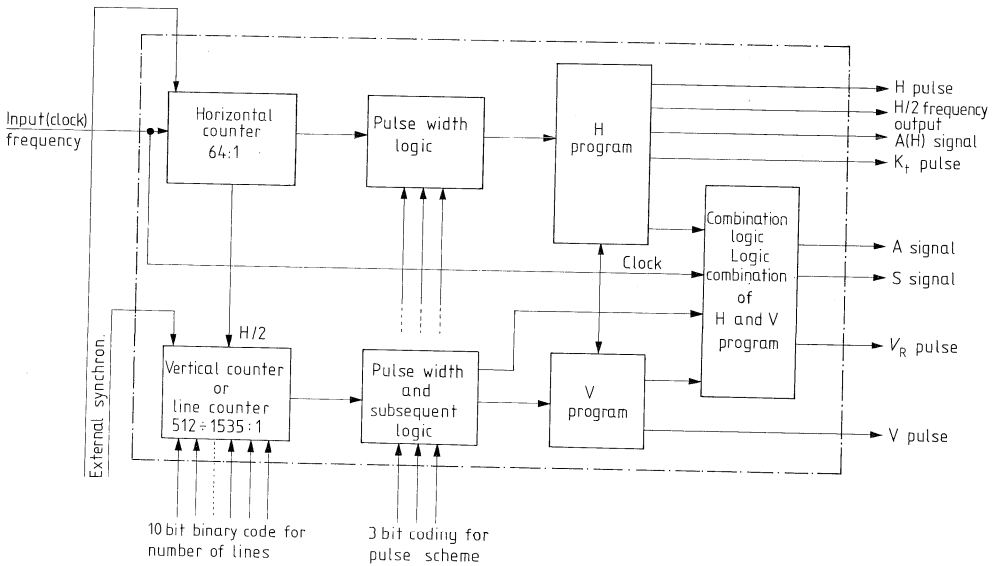 Input (clock)
frequency
Horizontal
counter
64:1
Pulse width
logic
H
program
H pulse
H/2 frequency
output
A(H) signal
K† pulse
Combination
logic
Logic
combination
of
H and V
program
Clock
A signal
S signal
VR pulse
V pulse
H/2
External synchron.
Vertical counter
or
line counter
512÷1535:1
Pulse width
and
subsequent
logic
V
program
10 bit binary code for
number of lines
3 bit coding for
pulse scheme